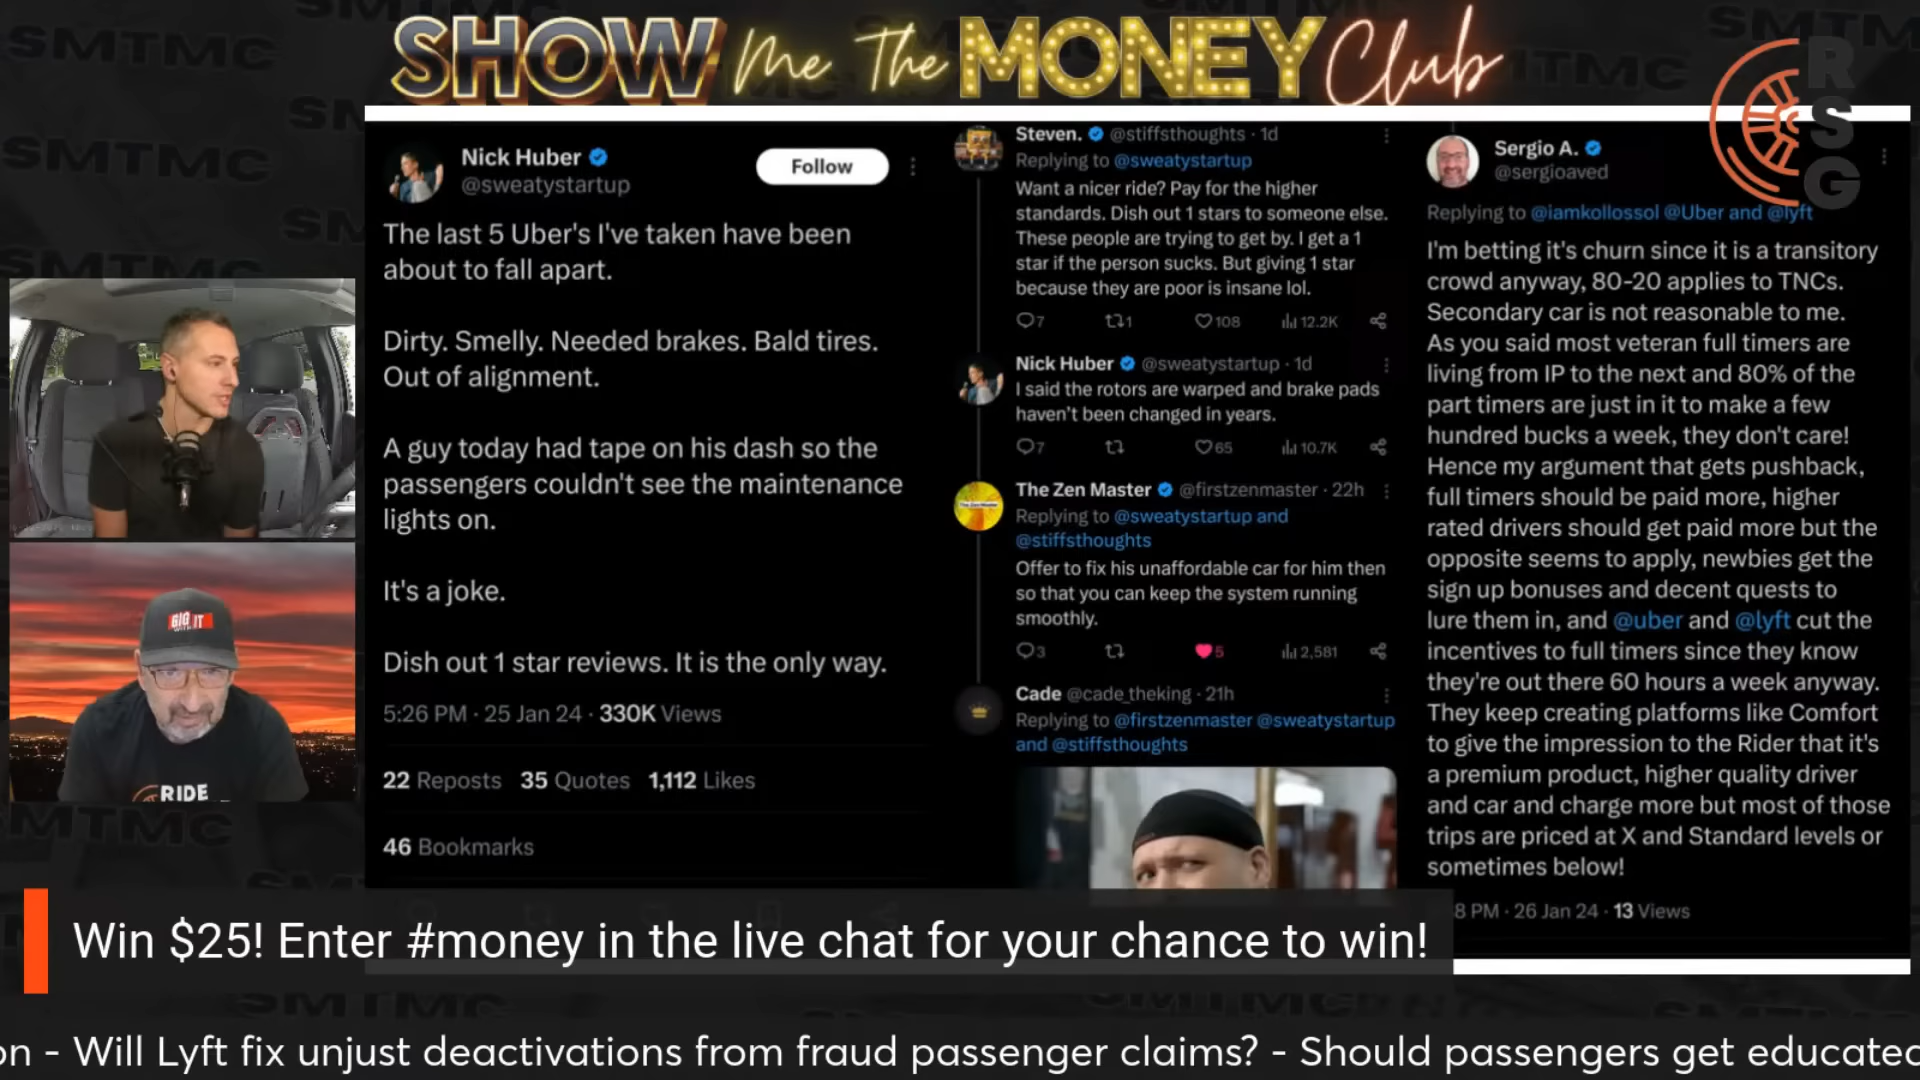 SHOW Me The MONEY Club
RSG
Nick Huber
@sweatystartup
Follow
The last 5 Uber's I've taken have been
about to fall apart.
Dirty. Smelly. Needed brakes. Bald tires.
Out of alignment.
A guy today had tape on his dash so the
passengers couldn't see the maintenance
lights on.
It's a joke.
Dish out 1 star reviews. It is the only way.
5:26 PM · 25 Jan 24 · 330K Views
22 Reposts 35 Quotes 1,112 Likes
46 Bookmarks
Steven. @stiffsthoughts · 1d
Replying to @sweatystartup
Want a nicer ride? Pay for the higher
standards. Dish out 1 stars to someone else.
These people are trying to get by. I get a 1
star if the person sucks. But giving 1 star
because they are poor is insane lol.
7 1 108 12.2K
Nick Huber @sweatystartup · 1d
I said the rotors are warped and brake pads
haven't been changed in years.
7 65 10.7K
The Zen Master @firstzenmaster · 22h
Replying to @sweatystartup and
@stiffsthoughts
Offer to fix his unaffordable car for him then
so that you can keep the system running
smoothly.
3 5 2,581
Cade @cade_theking · 21h
Replying to @firstzenmaster @sweatystartup
and @stiffsthoughts
Sergio A.
@sergioaved
Replying to @iamkollossol @Uber and @lyft
I'm betting it's churn since it is a transitory
crowd anyway, 80-20 applies to TNCs.
Secondary car is not reasonable to me.
As you said most veteran full timers are
living from IP to the next and 80% of the
part timers are just in it to make a few
hundred bucks a week, they don't care!
Hence my argument that gets pushback,
full timers should be paid more, higher
rated drivers should get paid more but the
opposite seems to apply, newbies get the
sign up bonuses and decent quests to
lure them in, and @uber and @lyft cut the
incentives to full timers since they know
they're out there 60 hours a week anyway.
They keep creating platforms like Comfort
to give the impression to the Rider that it's
a premium product, higher quality driver
and car and charge more but most of those
trips are priced at X and Standard levels or
sometimes below!
8 PM · 26 Jan 24 · 13 Views
GIG IT
RIDE
Win $25! Enter #money in the live chat for your chance to win!
on - Will Lyft fix unjust deactivations from fraud passenger claims? - Should passengers get educated
SMTMC